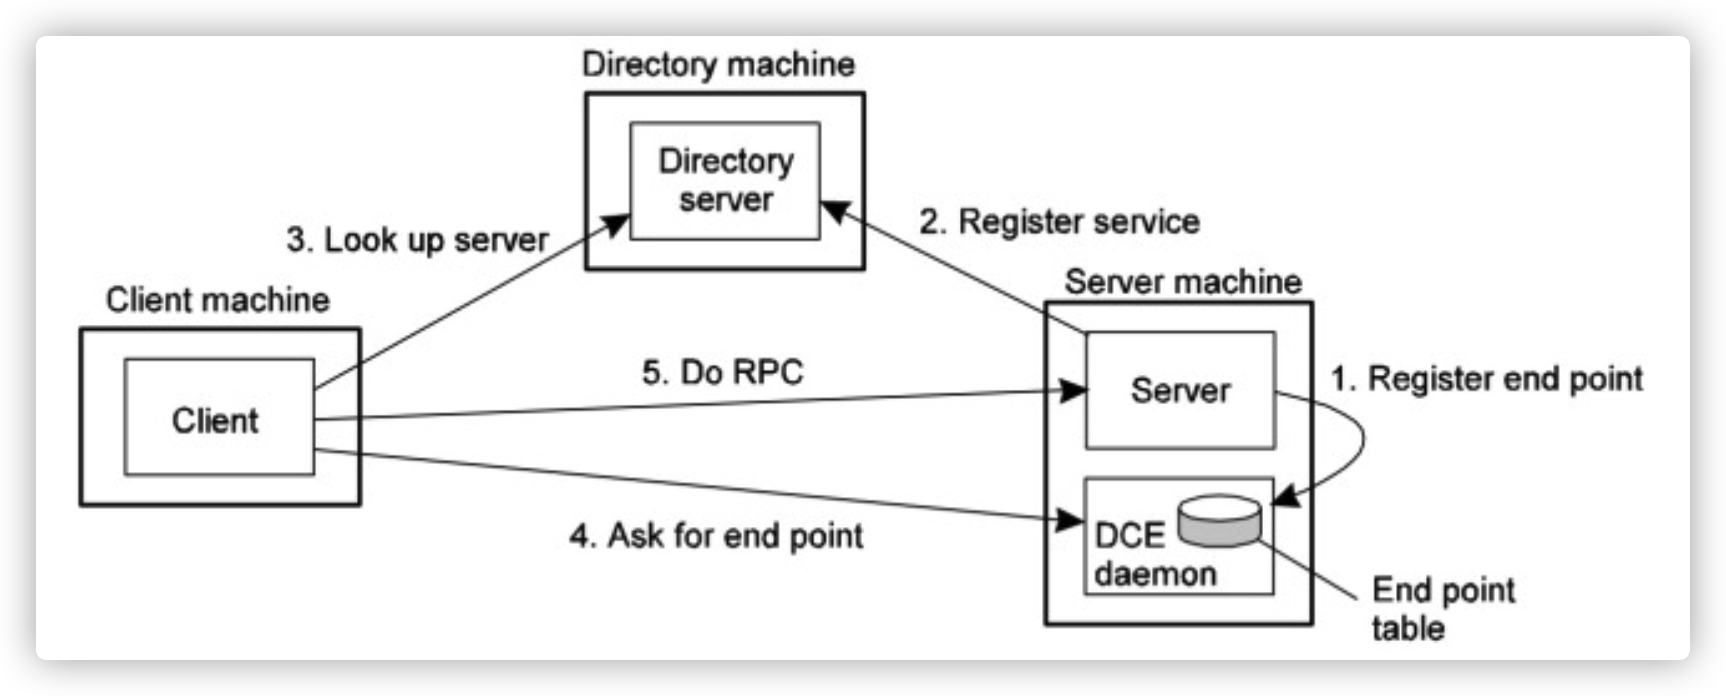 Directory machine
Directory
server
3. Look up server
2. Register service
Client machine
Server machine
5. Do RPC
Client
Server
1. Register end point
4. Ask for end point
DCE
daemon
End point
table